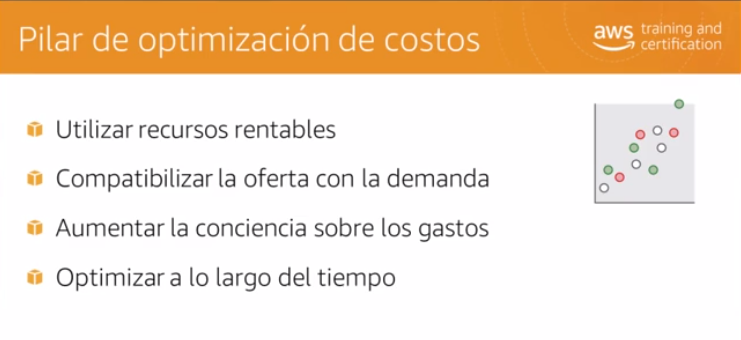 Pilar de optimización de costos
aws training and
certification
Utilizar recursos rentables
Compatibilizar la oferta con la demanda
Aumentar la conciencia sobre los gastos
Optimizar a lo largo del tiempo